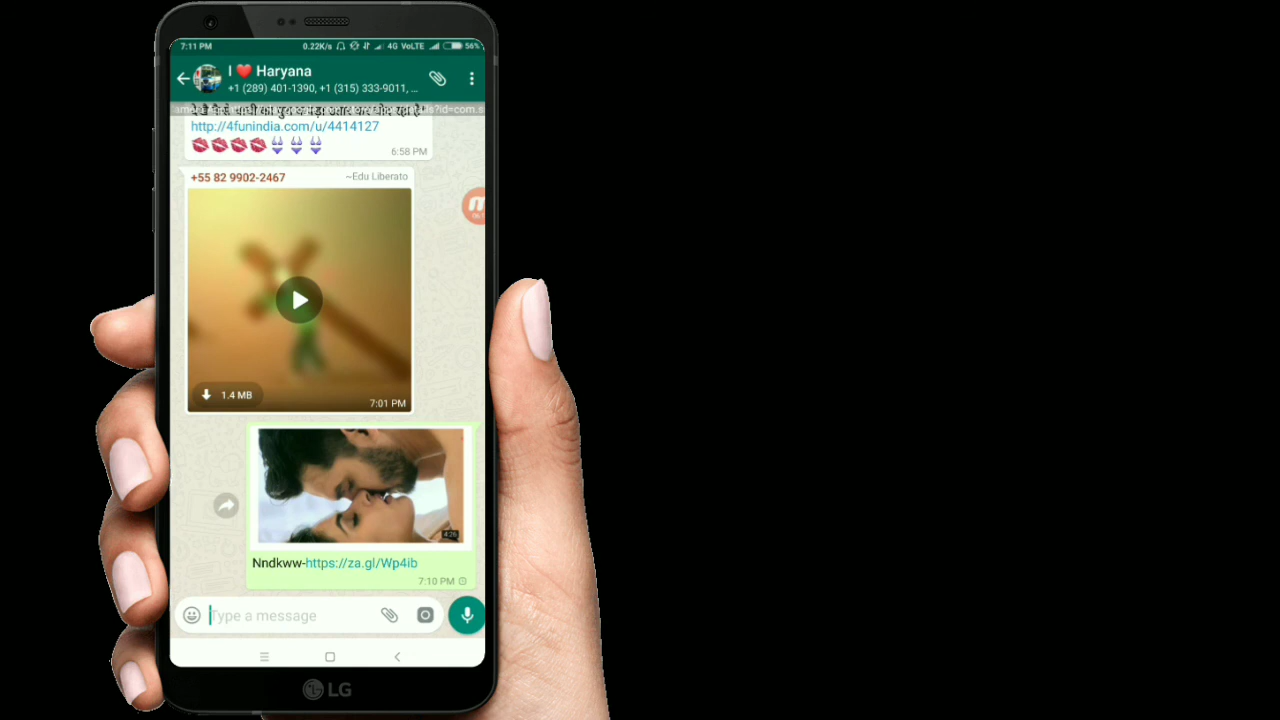 7:11 PM
0.22K/s
4G VoLTE
56%
I ❤️ Haryana
+1 (289) 401-1390, +1 (315) 333-9011, ...
http://4funindia.com/u/4414127
💋💋💋💋👙👙👙
6:58 PM
+55 82 9902-2467
~Edu Liberato
1.4 MB
7:01 PM
4:26
Nndkww-https://za.gl/Wp4ib
7:10 PM
Type a message
LG